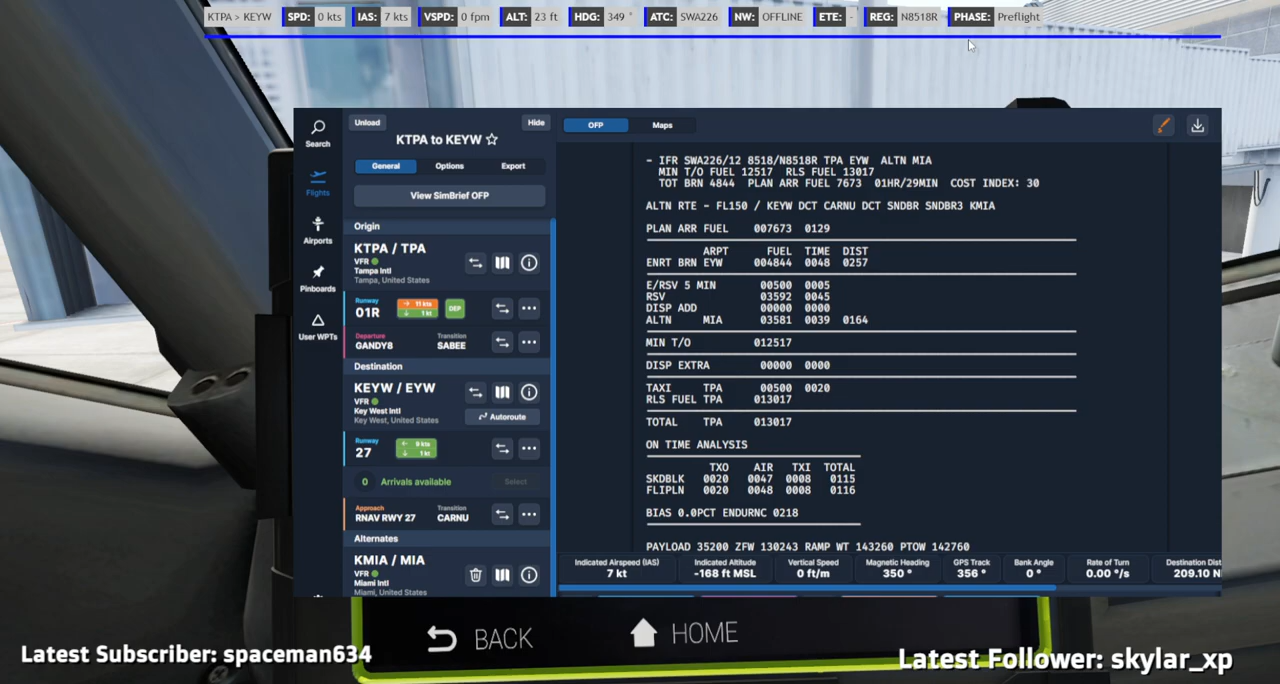 KTPA > KEYW SPD: 0 kts IAS: 7 kts VSPD: 0 fpm ALT: 23 ft HDG: 349 ° ATC: SWA226 NW: OFFLINE ETE: - REG: N8518R PHASE: Preflight
Search
Flights
Airports
Pinboards
User WPTs
Unload
Hide
KTPA to KEYW
General Options Export
View SimBrief OFP
Origin
KTPA / TPA
VFR
Tampa Intl
Tampa, United States
Runway
01R
→ 11 kts
↓ 1 kt
DEP
Departure Transition
GANDY8 SABEE
Destination
KEYW / EYW
VFR
Key West Intl
Key West, United States
Autoroute
Runway
27
← 9 kts
↓ 1 kt
0 Arrivals available Select
Approach Transition
RNAV RWY 27 CARNU
Alternates
KMIA / MIA
VFR
Miami Intl
Miami, United States
OFP Maps
- IFR SWA226/12 8518/N8518R TPA EYW ALTN MIA
MIN T/O FUEL 12517 RLS FUEL 13017
TOT BRN 4844 PLAN ARR FUEL 7673 01HR/29MIN COST INDEX: 30
ALTN RTE - FL150 / KEYW DCT CARNU DCT SNDBR SNDBR3 KMIA
PLAN ARR FUEL 007673 0129
ARPT FUEL TIME DIST
ENRT BRN EYW 004844 0048 0257
E/RSV 5 MIN 00500 0005
RSV 03592 0045
DISP ADD 00000 0000
ALTN MIA 03581 0039 0164
MIN T/O 012517
DISP EXTRA 00000 0000
TAXI TPA 00500 0020
RLS FUEL TPA 013017
TOTAL TPA 013017
ON TIME ANALYSIS
TXO AIR TXI TOTAL
SKDBLK 0020 0047 0008 0115
FLIPLN 0020 0048 0008 0116
BIAS 0.0PCT ENDURNC 0218
PAYLOAD 35200 ZFW 130243 RAMP WT 143260 PTOW 142760
Indicated Airspeed (IAS) Indicated Altitude Vertical Speed Magnetic Heading GPS Track Bank Angle Rate of Turn Destination Dist
7 kt -168 ft MSL 0 ft/m 350 ° 356 ° 0 ° 0.00 °/s 209.10 N
BACK HOME
Latest Subscriber: spaceman634
Latest Follower: skylar_xp